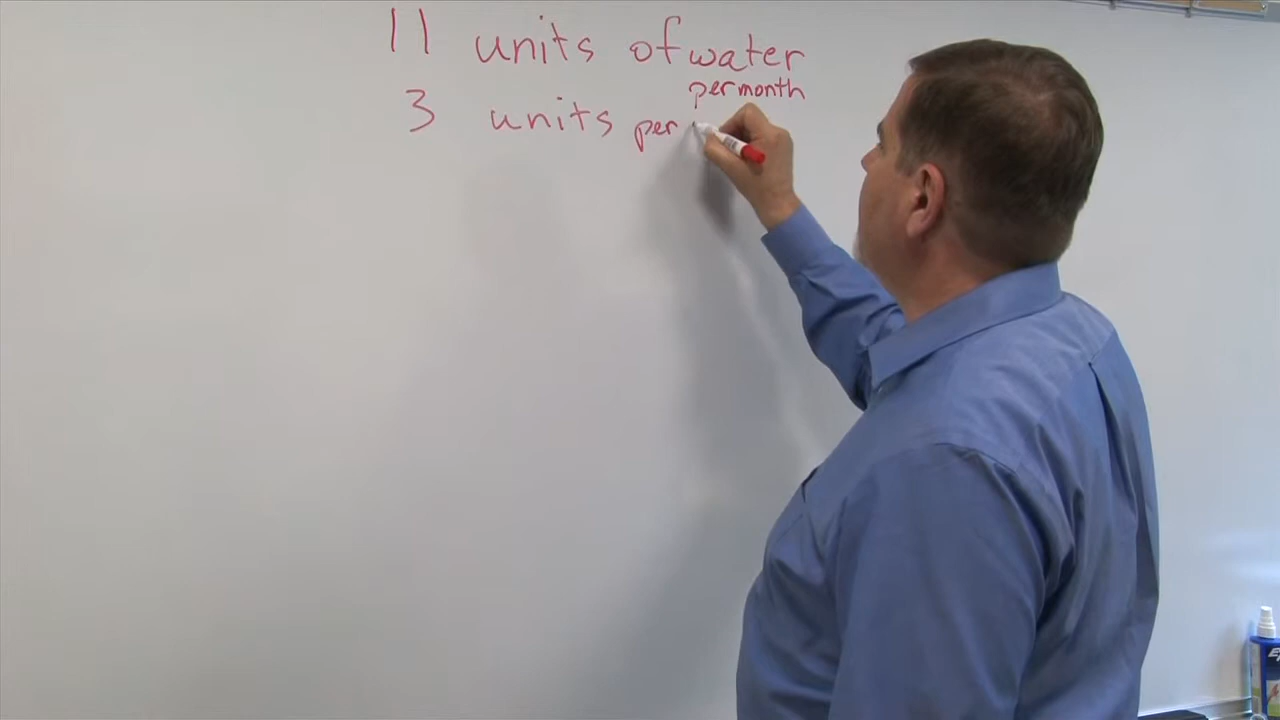 11 units of water
per month
3 units per